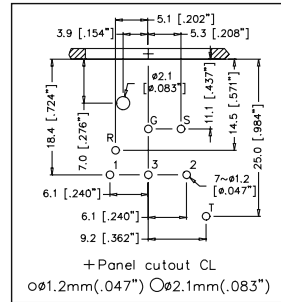 5.1 [.202"]
3.9 [.154"]
5.3 [.208"]
ø2.1
[ø.083"]
18.4 [.724"]
7.0 [.276"]
11.1 [.437"]
14.5 [.571"]
25.0 [.984"]
G
S
R
1
3
2
7~ø1.2
[ø.047"]
6.1 [.240"]
6.1 [.240"]
T
9.2 [.362"]
+Panel cutout CL
oø1.2mm(.047") Oø2.1mm(.083")